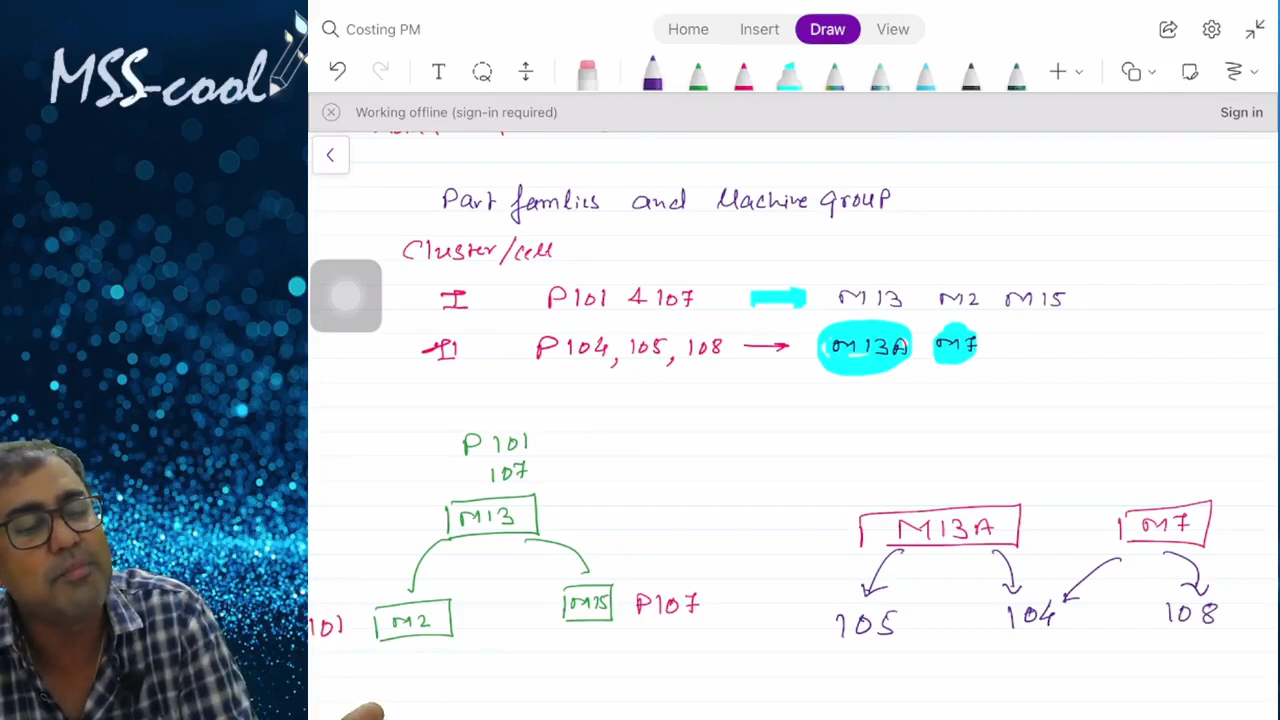 MSS-cool
Costing PM
Home Insert Draw View
Working offline (sign-in required)
Sign in
Part families and Machine group
Cluster/cell
I P101 & 107 M13 M2 M15
II P104, 105, 108 → M13A M7
P 101
107
M13
M13A M7
M2
M15 P107
101
105 104 108